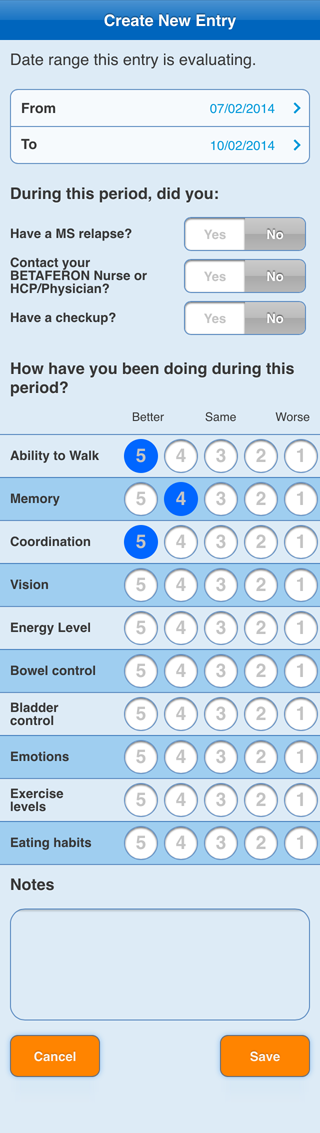 Create New Entry
Date range this entry is evaluating.
From 07/02/2014
To 10/02/2014
During this period, did you:
Have a MS relapse? Yes No
Contact your
BETAFERON Nurse or
HCP/Physician?
Yes No
Have a checkup? Yes No
How have you been doing during this
period?
Better Same Worse
Ability to Walk 5 4 3 2 1
Memory 5 4 3 2 1
Coordination 5 4 3 2 1
Vision 5 4 3 2 1
Energy Level 5 4 3 2 1
Bowel control 5 4 3 2 1
Bladder
control
5 4 3 2 1
Emotions 5 4 3 2 1
Exercise
levels
5 4 3 2 1
Eating habits 5 4 3 2 1
Notes
Cancel Save